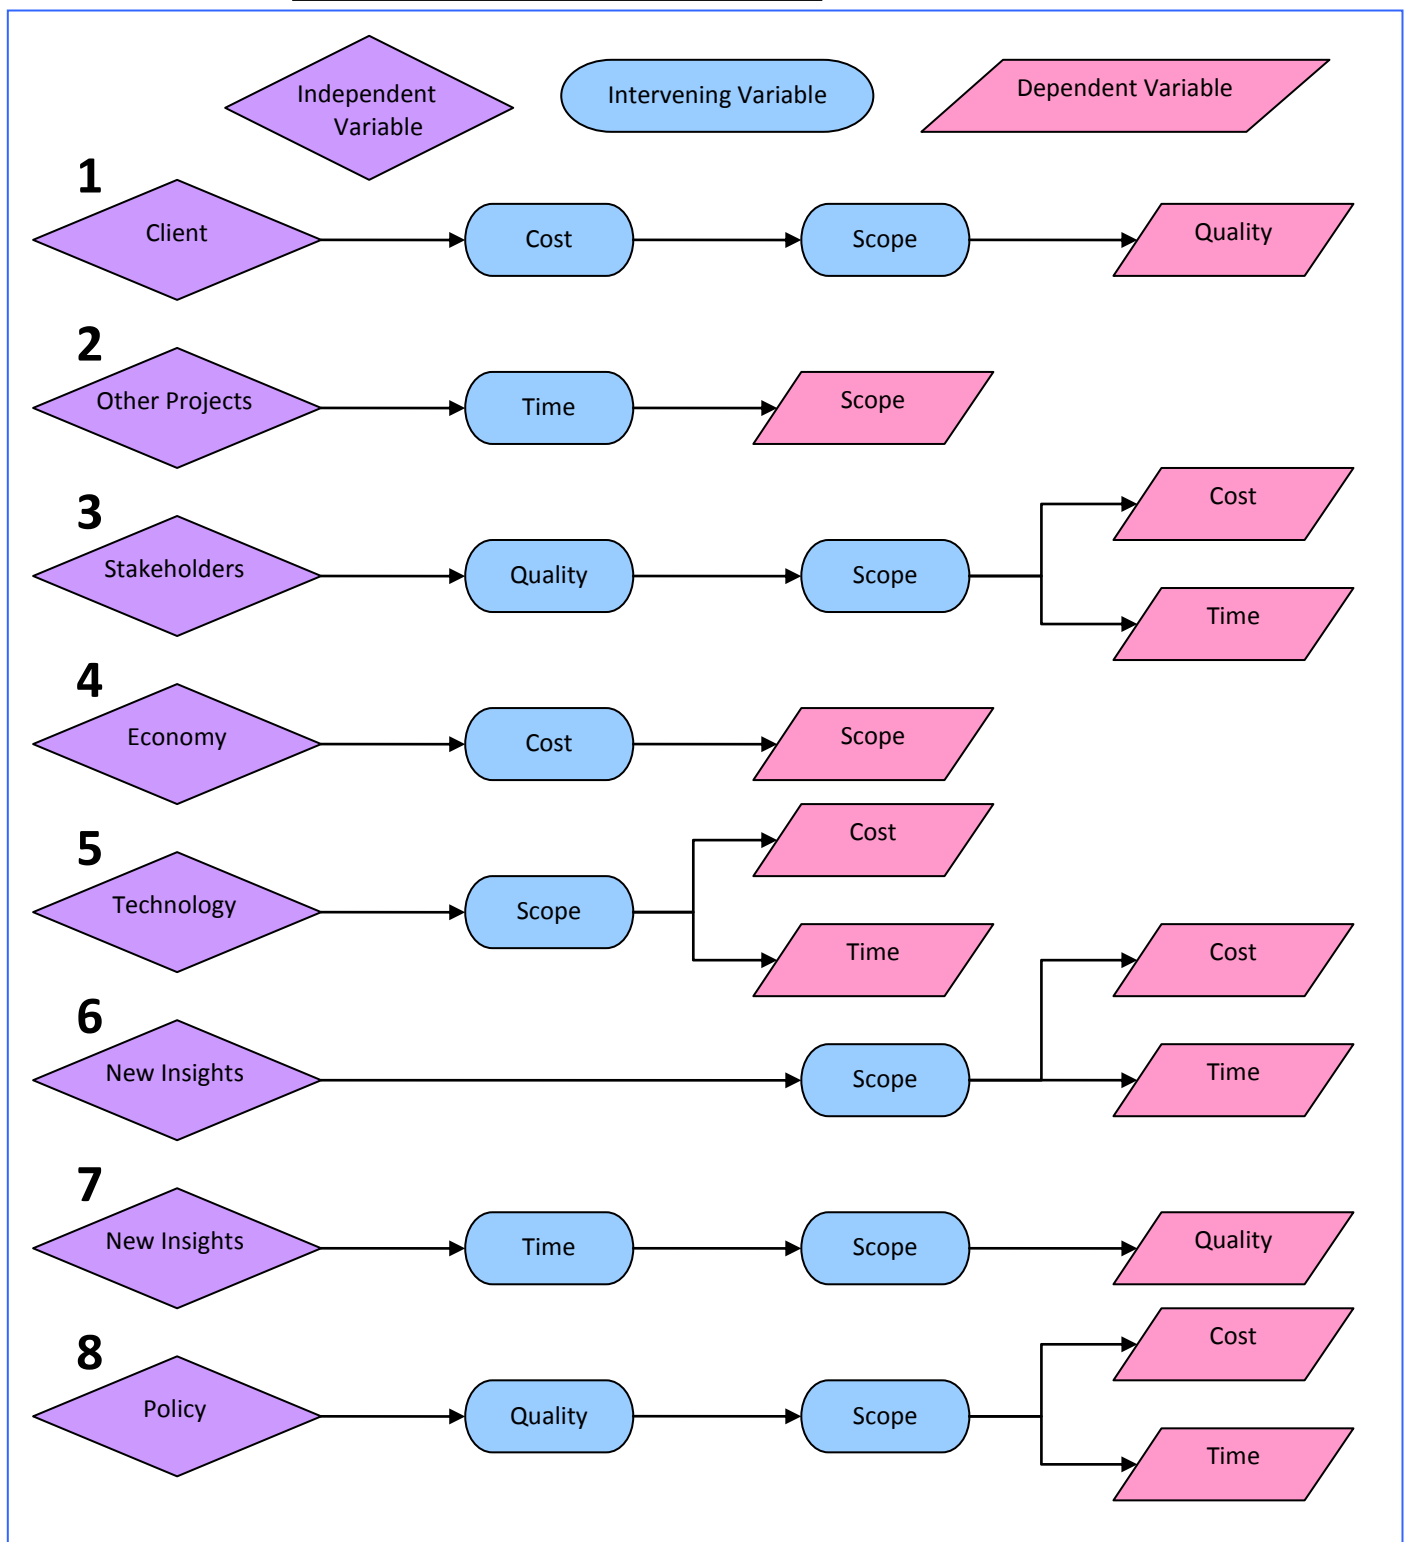 Independent
Variable
Intervening Variable
Dependent Variable
1
Client
Cost
Scope
Quality
2
Other Projects
Time
Scope
3
Stakeholders
Quality
Scope
Cost
Time
4
Economy
Cost
Scope
5
Technology
Scope
Cost
Time
6
New Insights
Scope
Cost
Time
7
New Insights
Time
Scope
Quality
8
Policy
Quality
Scope
Cost
Time